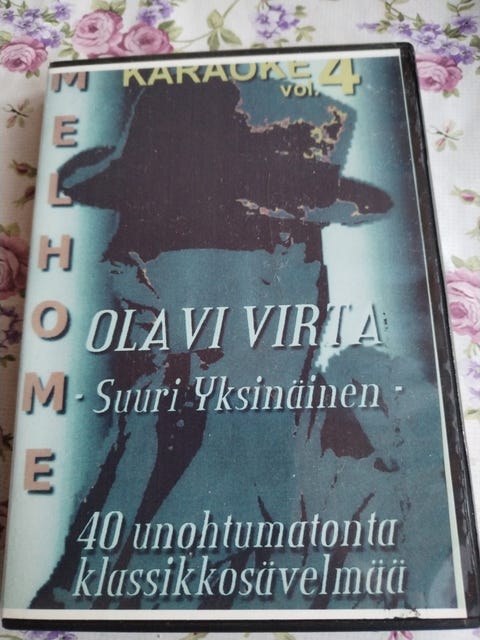 KARAOKE
vol. 4
MELHOME
OLAVI VIRTA
- Suuri Yksinäinen -
40 unohtumatonta
klassikkosävelmää